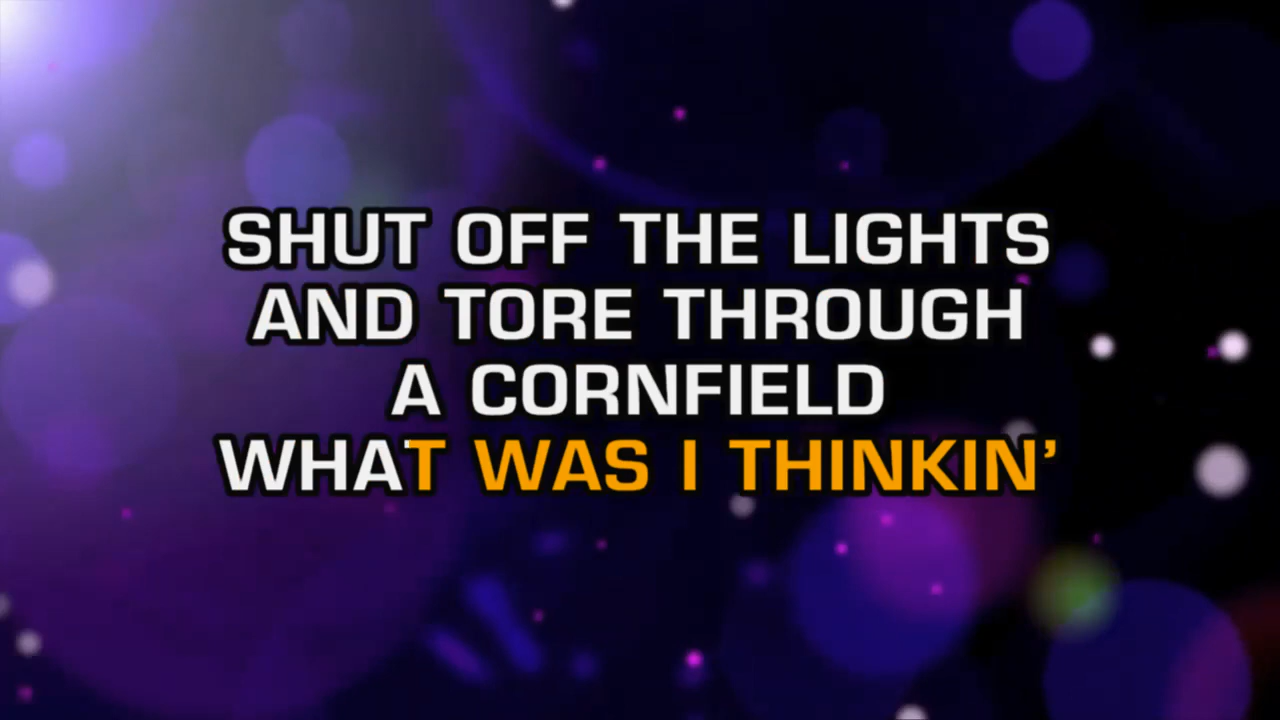 SHUT OFF THE LIGHTS
AND TORE THROUGH
A CORNFIELD
WHAT WAS I THINKIN’